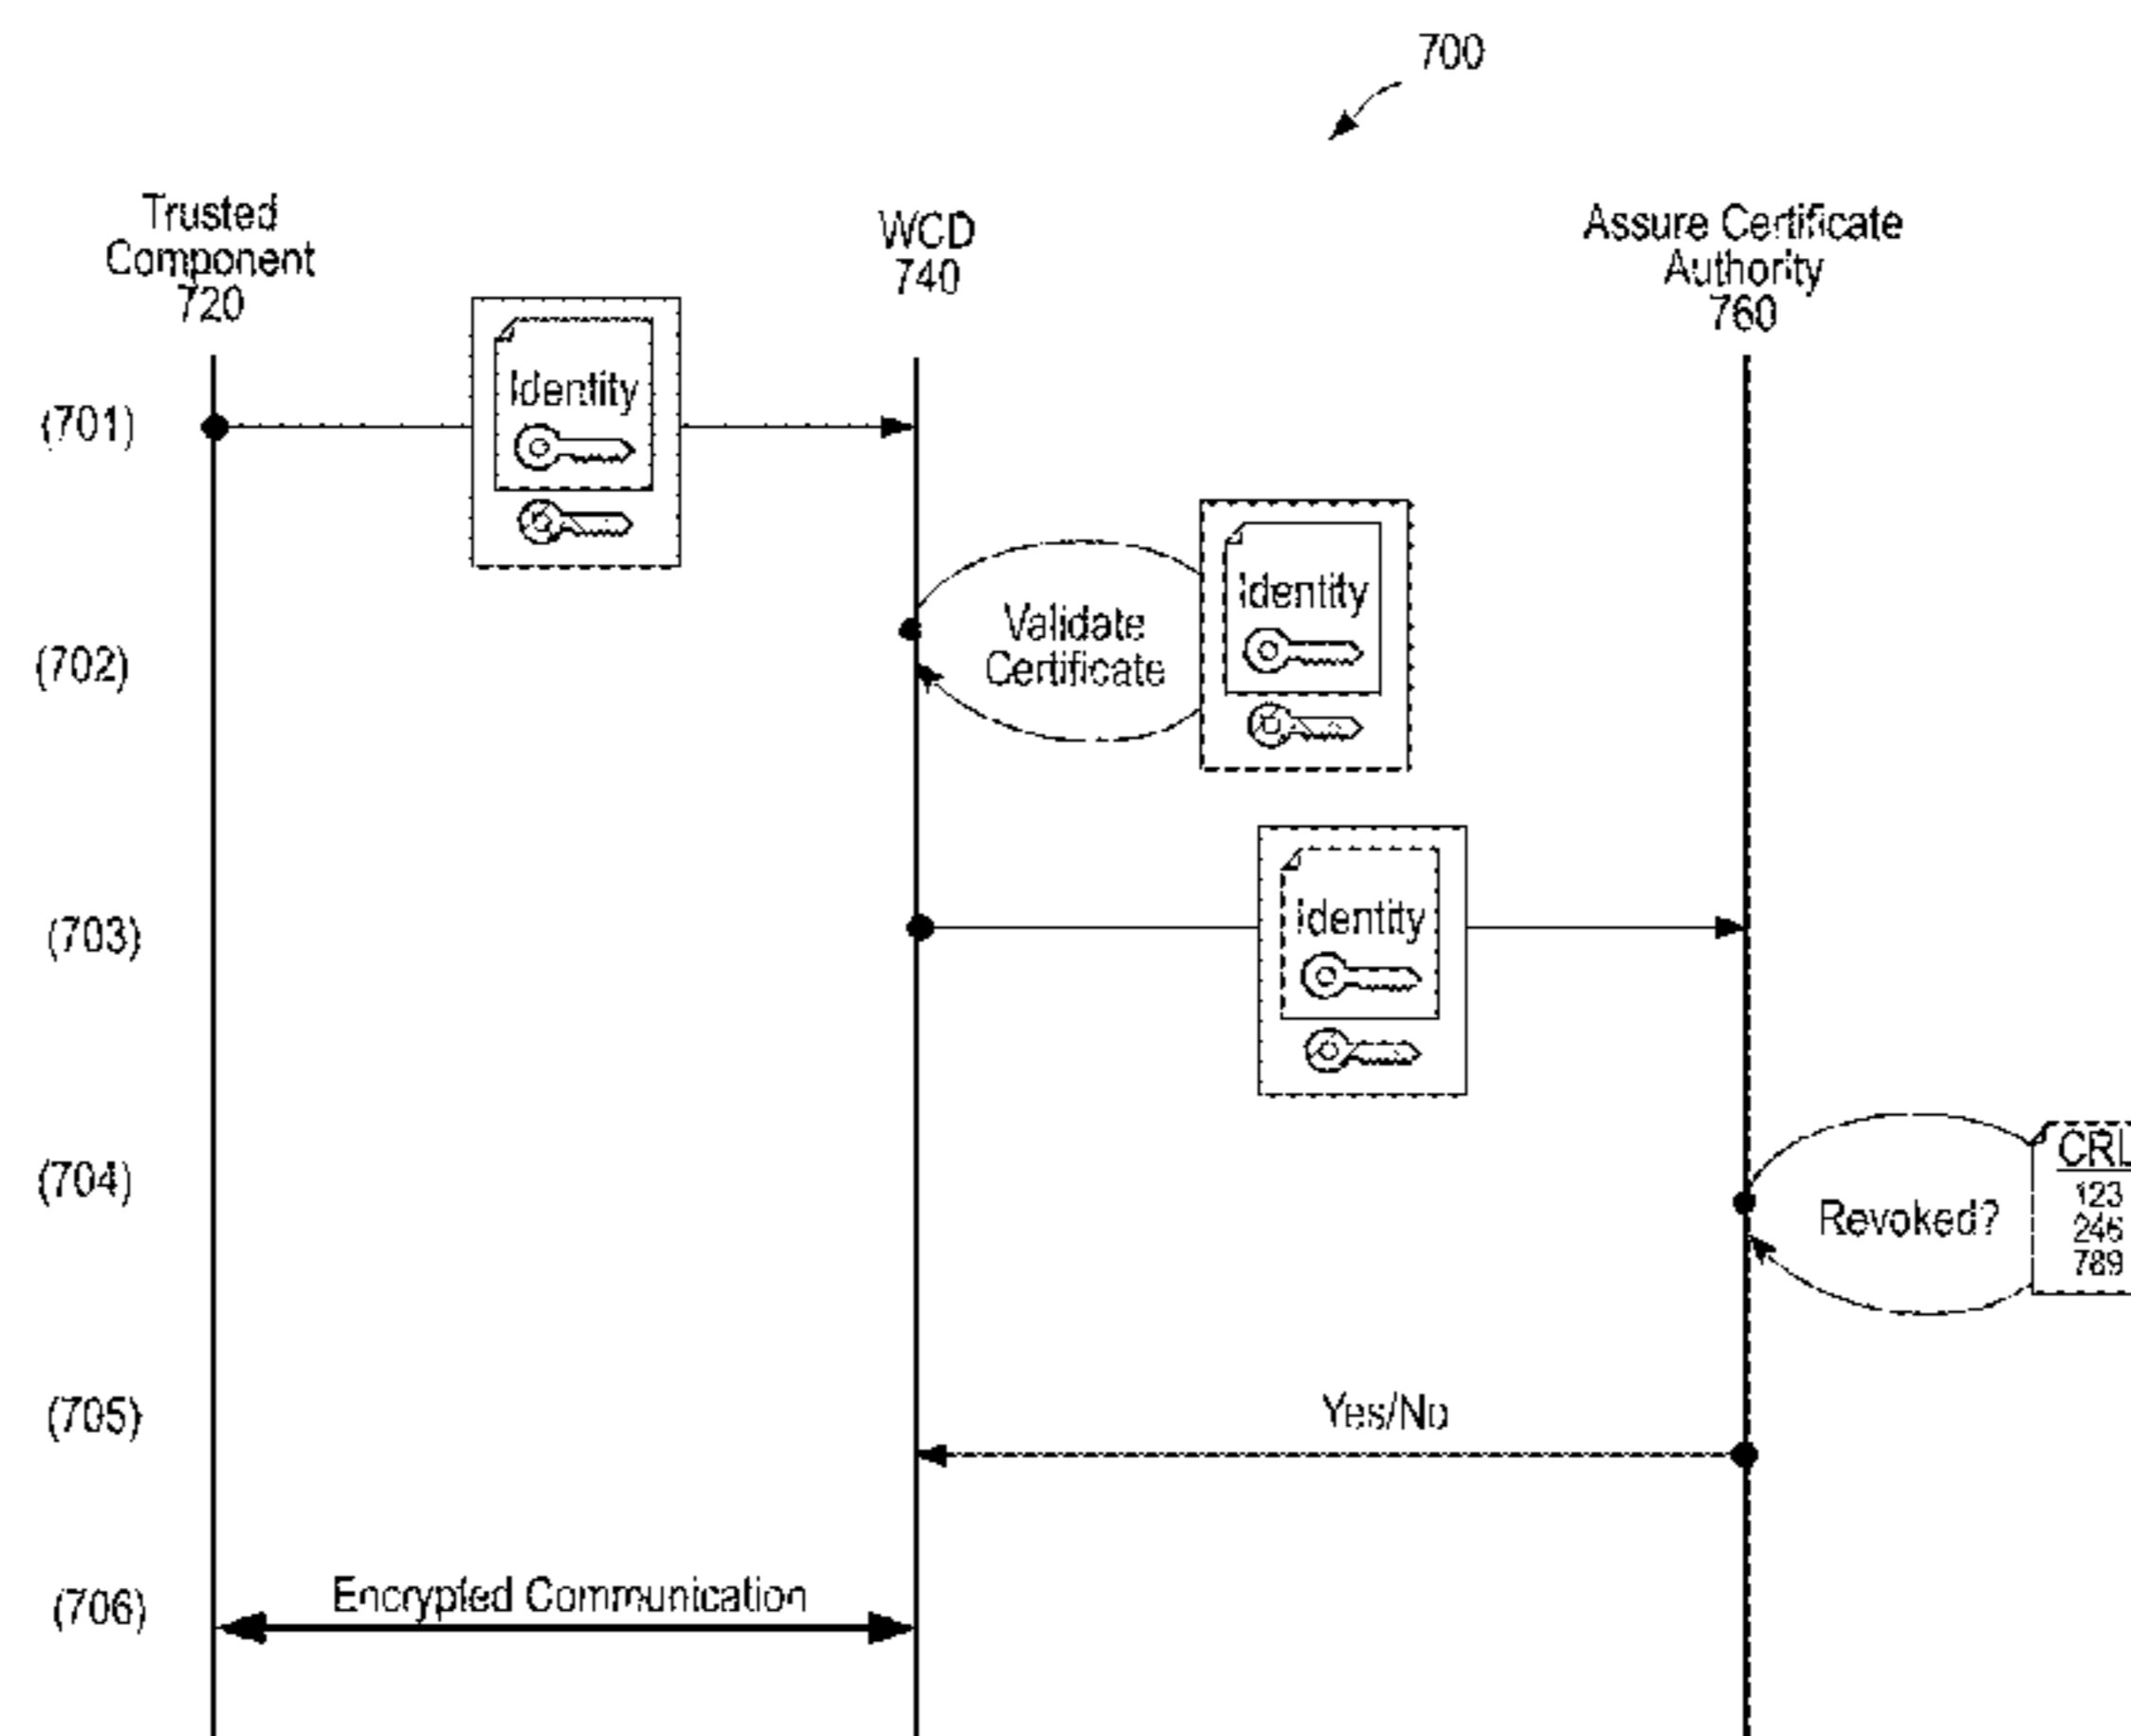 700
Trusted
Component
720
WCD
740
Assure Certificate
Authority
760
(701)
Identity
(702)
Validate
Certificate
Identity
(703)
Identity
(704)
Revoked?
CRL
123
245
789
(705)
Yes/No
(706)
Encrypted Communication